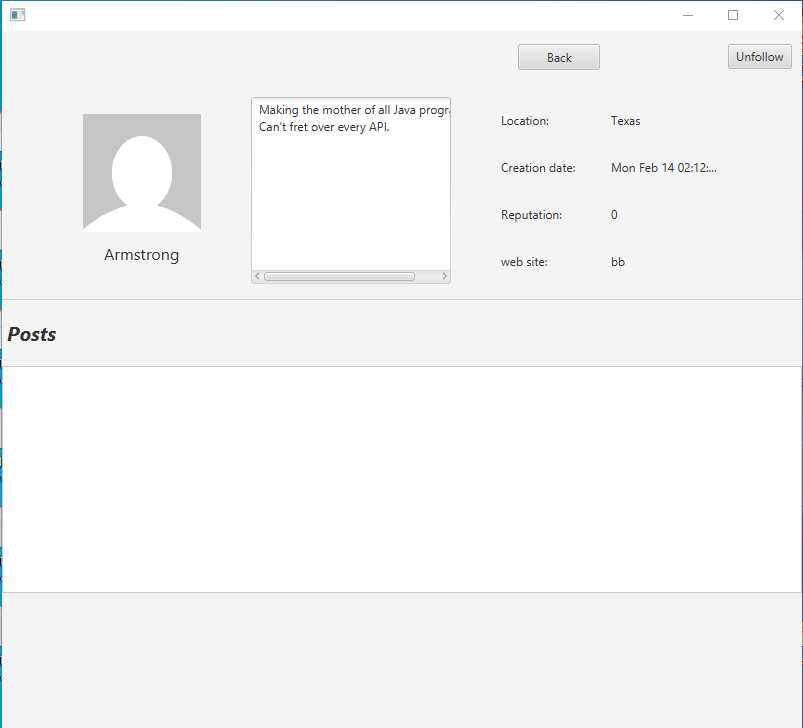 Back
Unfollow
Making the mother of all Java progra
Can't fret over every API.
Location:
Texas
Creation date:
Mon Feb 14 02:12:...
Reputation:
0
web site:
bb
Armstrong
Posts